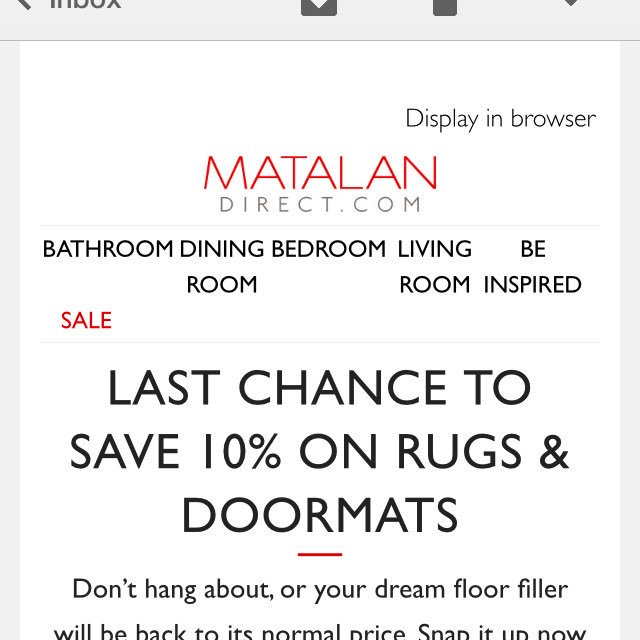 Inbox
Display in browser
MATALAN
DIRECT.COM
BATHROOM DINING ROOM BEDROOM LIVING ROOM BE INSPIRED
SALE
LAST CHANCE TO
SAVE 10% ON RUGS &
DOORMATS
Don’t hang about, or your dream floor filler
will be back to its normal price. Snap it up now